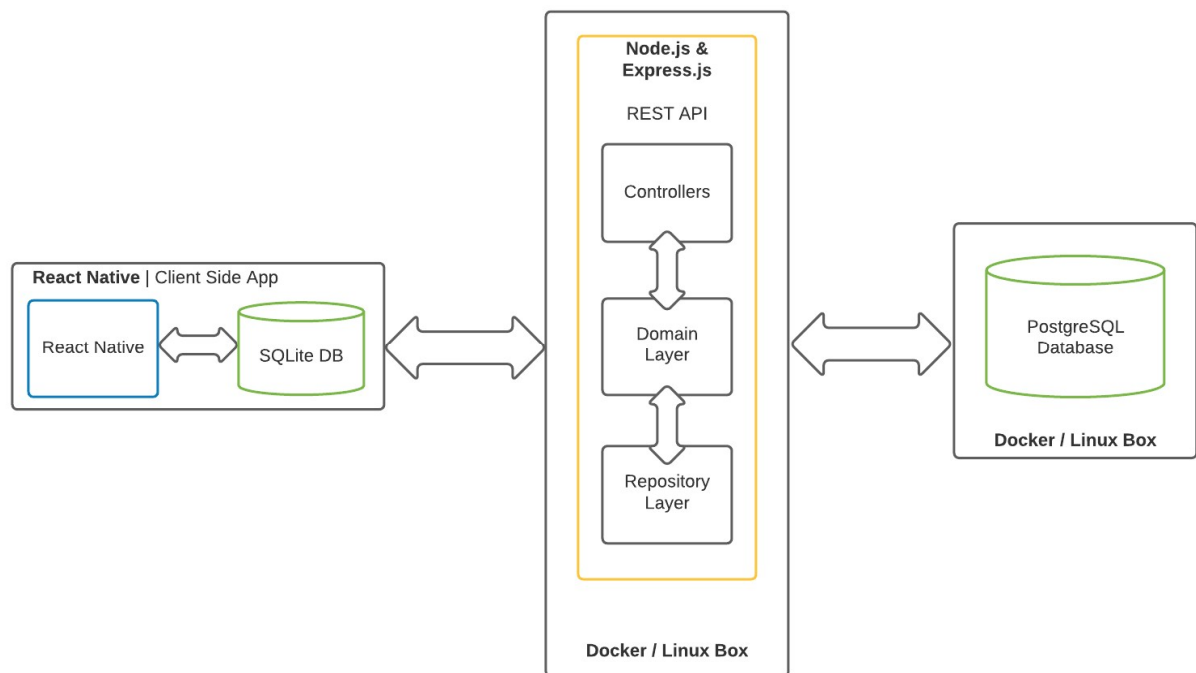 React Native | Client Side App
React Native
SQLite DB
Node.js &
Express.js
REST API
Controllers
Domain
Layer
Repository
Layer
Docker / Linux Box
PostgreSQL
Database
Docker / Linux Box